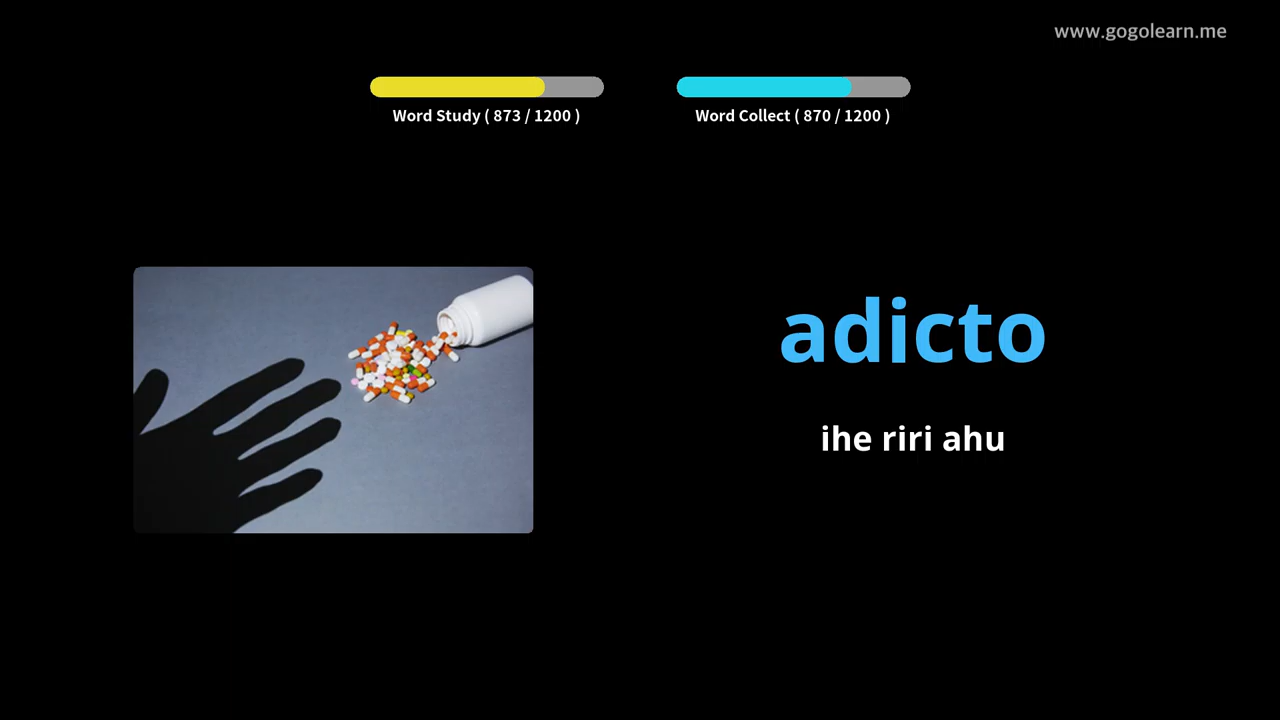 www.gogolearn.me
Word Study ( 873 / 1200 )
Word Collect ( 870 / 1200 )
adicto
ihe riri ahu